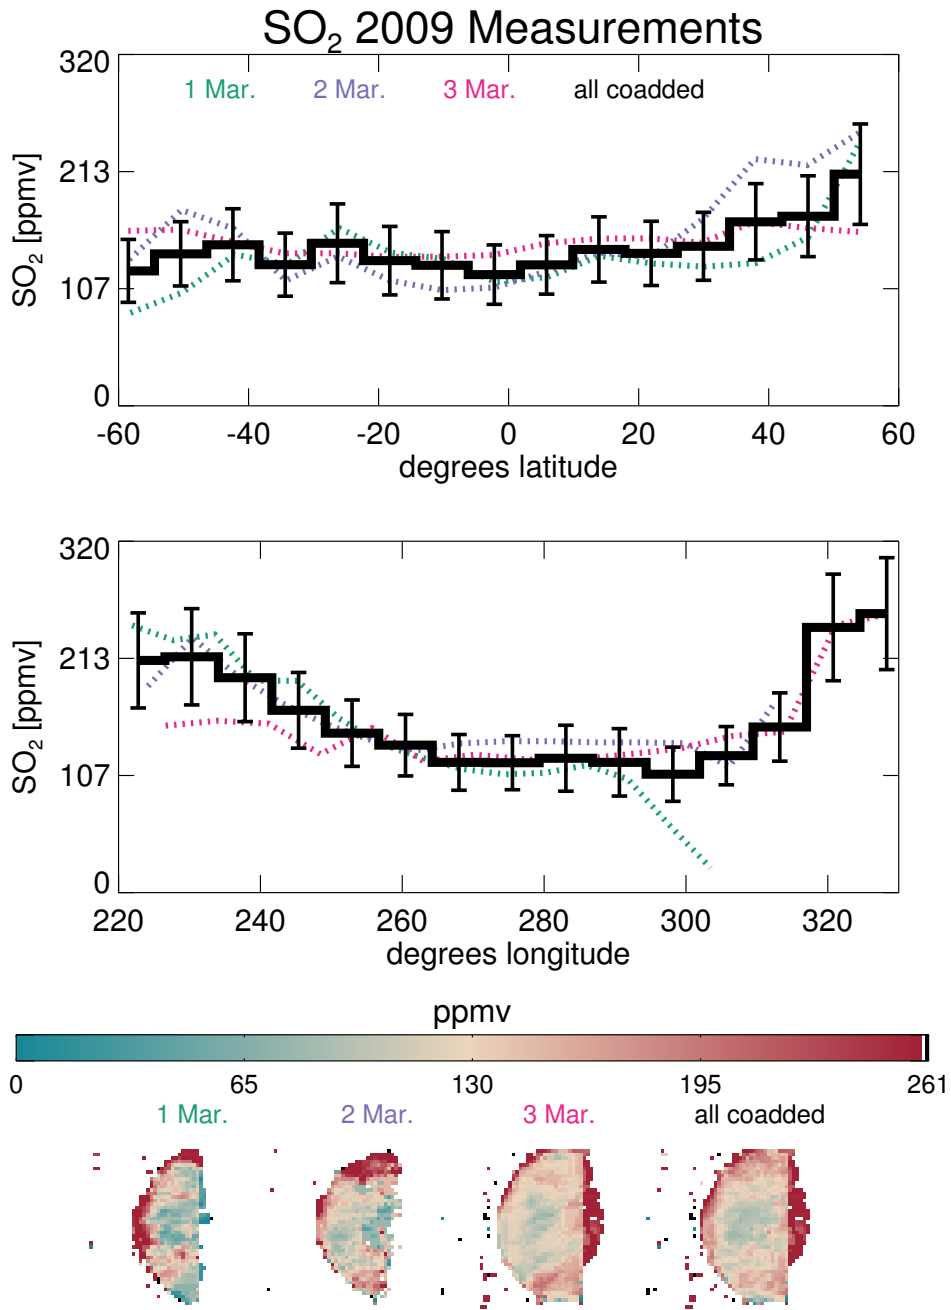 SO2 2009 Measurements
320
1 Mar. 2 Mar. 3 Mar. all coadded
213
SO2 [ppmv]
107
0
-60 -40 -20 0 20 40 60
degrees latitude
320
213
SO2 [ppmv]
107
0
220 240 260 280 300 320
degrees longitude
ppmv
0 65 130 195 261
1 Mar. 2 Mar. 3 Mar. all coadded